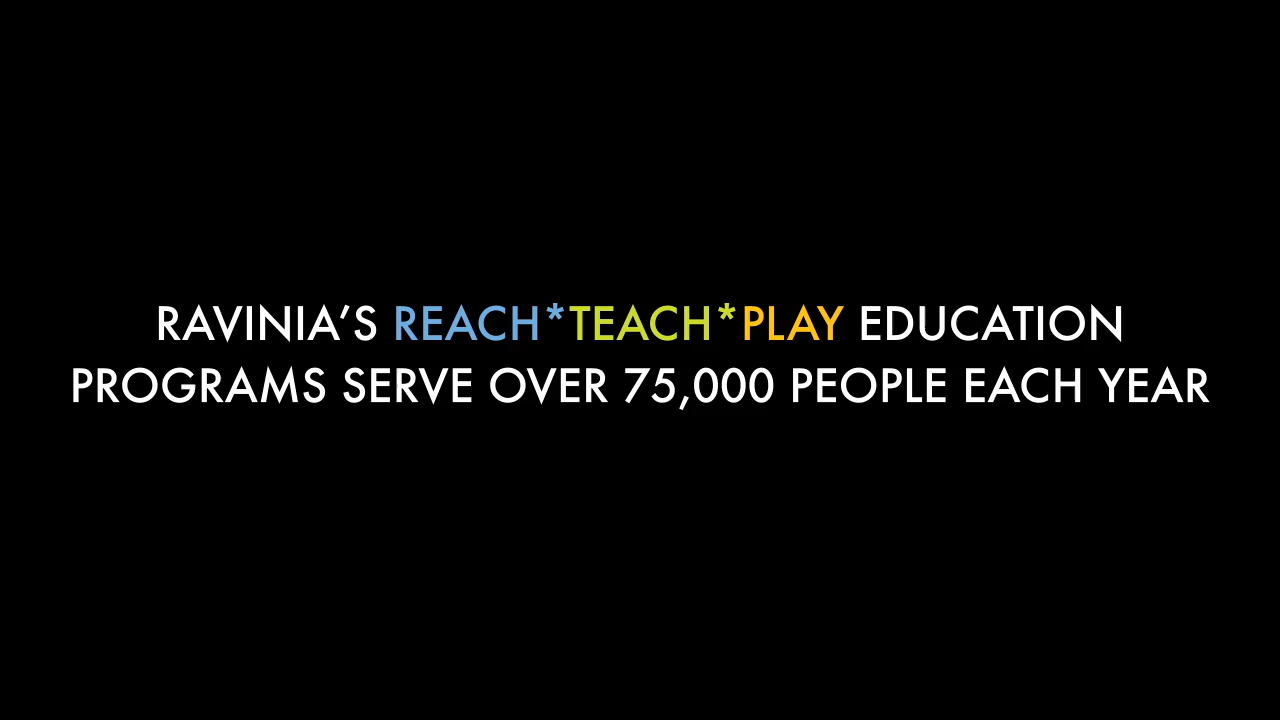 RAVINIA’S REACH*TEACH*PLAY EDUCATION
PROGRAMS SERVE OVER 75,000 PEOPLE EACH YEAR